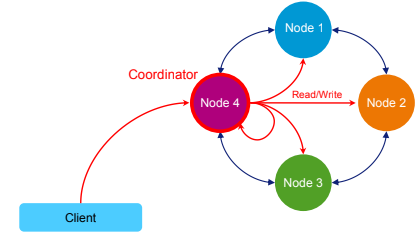 Node 1
Coordinator
Node 4
Read/Write
Node 2
Node 3
Client